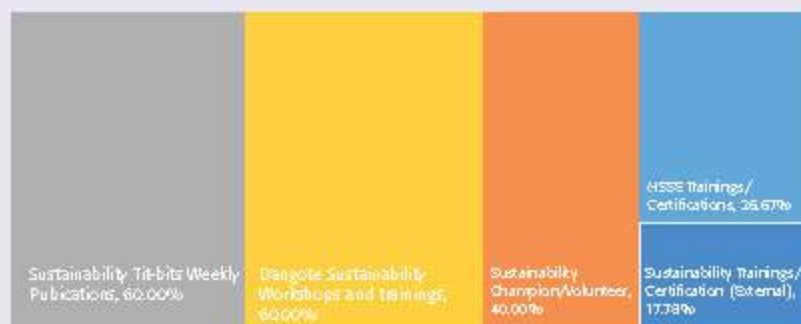 Sustainability Tit-bits Weekly
Pubications, 60.00%
Dangote Sustainability
Workshops and trainings,
60.00%
Sustainability
Champion/Volunteer,
40.00%
HSSE Trainings/
Certifications, 26.67%
Sustainability Trainings/
Certification (External),
17.78%